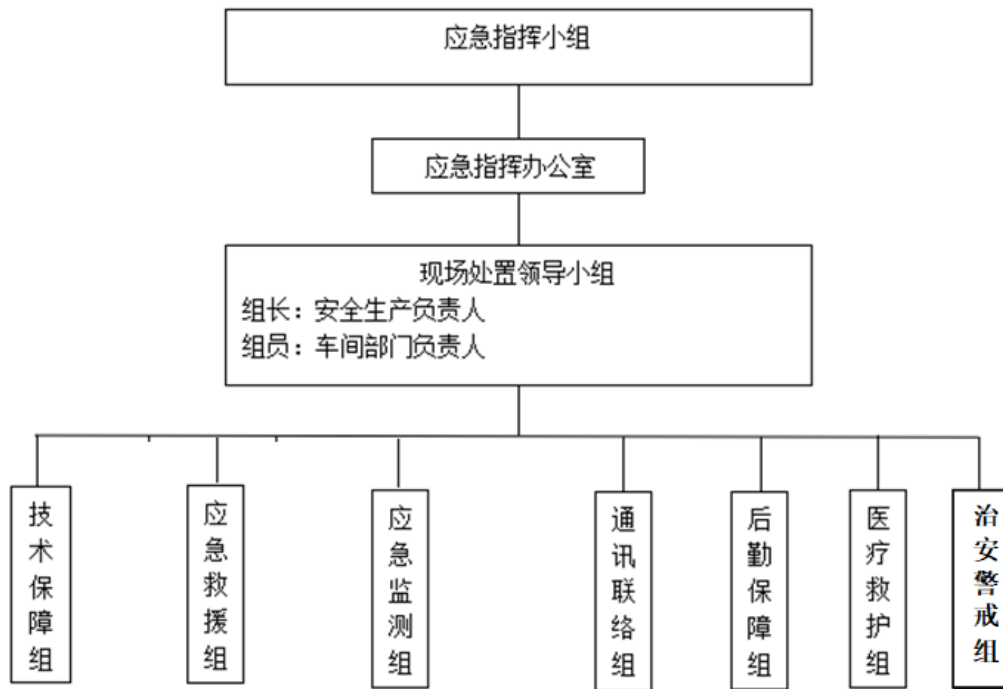 应急指挥小组
应急指挥办公室
现场处置领导小组
组长：安全生产负责人
组员：车间部门负责人
技术保障组
应急救援组
应急监测组
通讯联络组
后勤保障组
医疗救护组
治安警戒组